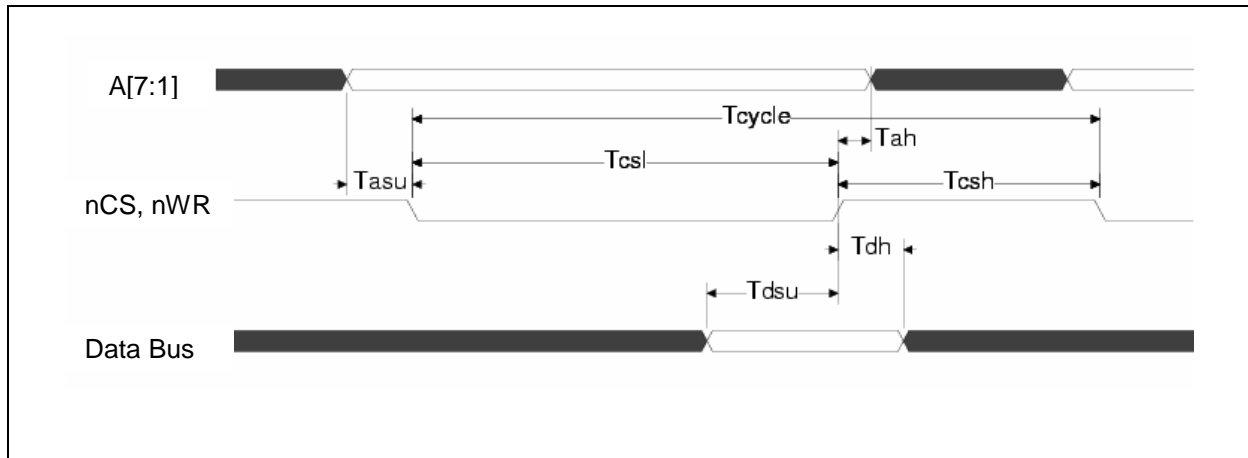 A[7:1]
Tcycle
Tah
Tcsl
Tasu
Tcsh
nCS, nWR
Tdh
Tdsu
Data Bus